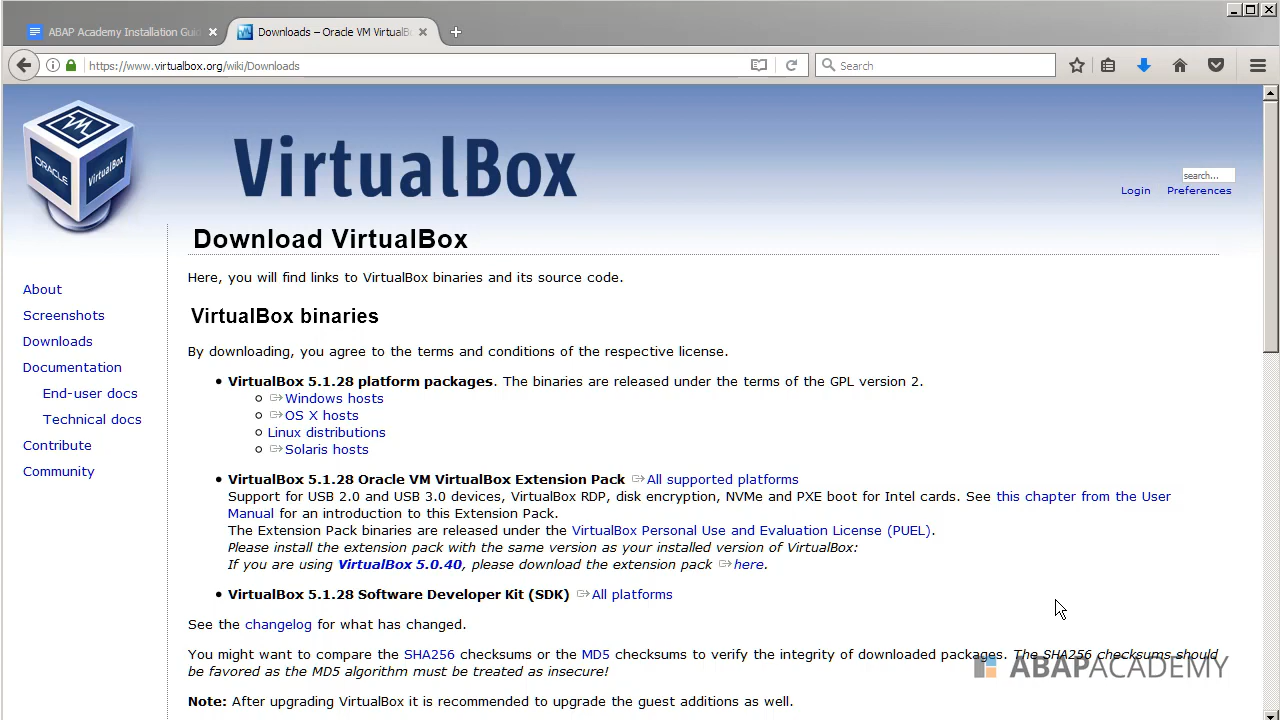 ABAP Academy Installation Guid
Downloads – Oracle VM VirtualB
https://www.virtualbox.org/wiki/Downloads
Search
ORACLE
VirtualBox
VirtualBox
search...
Login Preferences
Download VirtualBox
Here, you will find links to VirtualBox binaries and its source code.
About
Screenshots
Downloads
Documentation
End-user docs
Technical docs
Contribute
Community
VirtualBox binaries
By downloading, you agree to the terms and conditions of the respective license.
VirtualBox 5.1.28 platform packages. The binaries are released under the terms of the GPL version 2.
Windows hosts
OS X hosts
Linux distributions
Solaris hosts
VirtualBox 5.1.28 Oracle VM VirtualBox Extension Pack All supported platforms
Support for USB 2.0 and USB 3.0 devices, VirtualBox RDP, disk encryption, NVMe and PXE boot for Intel cards. See this chapter from the User
Manual for an introduction to this Extension Pack.
The Extension Pack binaries are released under the VirtualBox Personal Use and Evaluation License (PUEL).
Please install the extension pack with the same version as your installed version of VirtualBox:
If you are using VirtualBox 5.0.40, please download the extension pack here.
VirtualBox 5.1.28 Software Developer Kit (SDK) All platforms
See the changelog for what has changed.
You might want to compare the SHA256 checksums or the MD5 checksums to verify the integrity of downloaded packages. The SHA256 checksums should
be favored as the MD5 algorithm must be treated as insecure!
ABAPACADEMY
Note: After upgrading VirtualBox it is recommended to upgrade the guest additions as well.